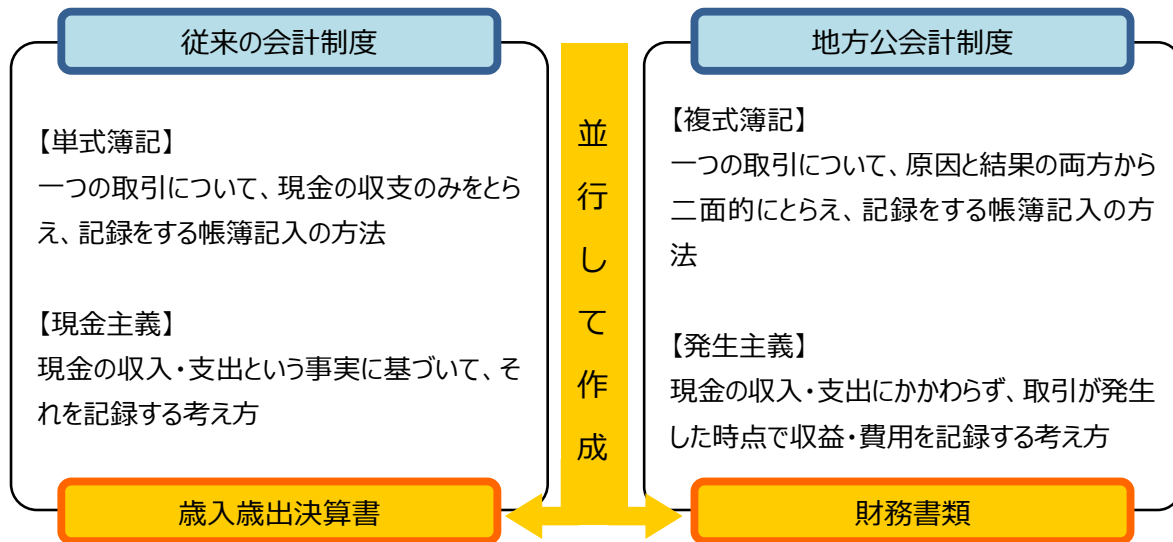 従来の会計制度
【単式簿記】
一つの取引について、現金の収支のみをとら
え、記録をする帳簿記入の方法
【現金主義】
現金の収入・支出という事実に基づいて、そ
れを記録する考え方
歳入歳出決算書
並行して作成
地方公会計制度
【複式簿記】
一つの取引について、原因と結果の両方から
二面的にとらえ、記録をする帳簿記入の方
法
【発生主義】
現金の収入・支出にかかわらず、取引が発生
した時点で収益・費用を記録する考え方
財務書類